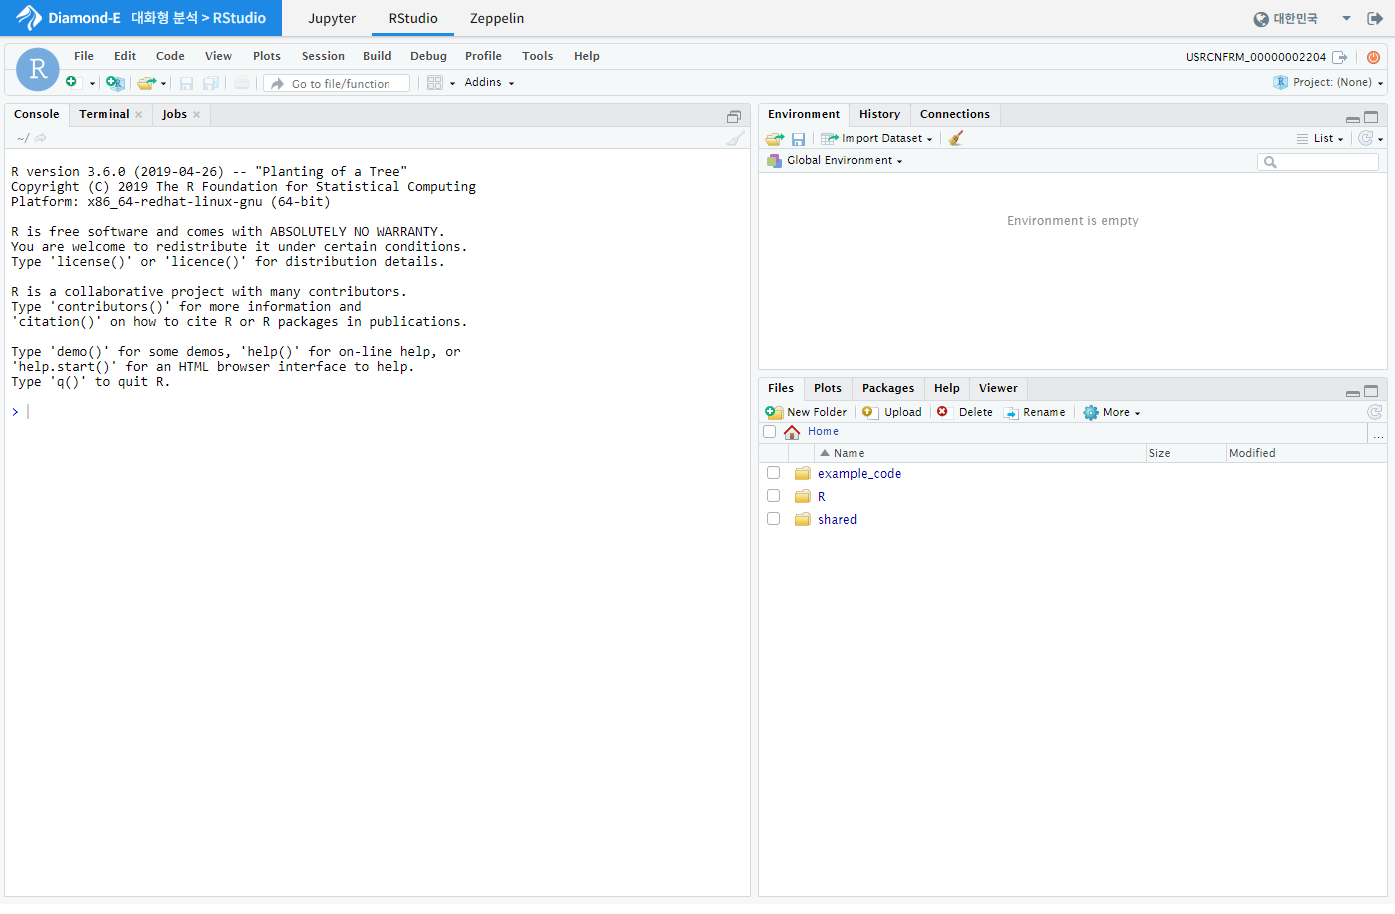 Diamond-E 대화형 분석 > RStudio Jupyter RStudio Zeppelin 대한민국
R
File Edit Code View Plots Session Build Debug Profile Tools Help USRCNFRM_00000002204
Go to file/function Addins Project: (None)
Console Terminal Jobs
~/
R version 3.6.0 (2019-04-26) -- "Planting of a Tree"
Copyright (C) 2019 The R Foundation for Statistical Computing
Platform: x86_64-redhat-linux-gnu (64-bit)
R is free software and comes with ABSOLUTELY NO WARRANTY.
You are welcome to redistribute it under certain conditions.
Type 'license()' or 'licence()' for distribution details.
R is a collaborative project with many contributors.
Type 'contributors()' for more information and
'citation()' on how to cite R or R packages in publications.
Type 'demo()' for some demos, 'help()' for on-line help, or
'help.start()' for an HTML browser interface to help.
Type 'q()' to quit R.
>
Environment History Connections
Import Dataset List
Global Environment
Environment is empty
Files Plots Packages Help Viewer
New Folder Upload Delete Rename More
Home ...
Name Size Modified
example_code
R
shared